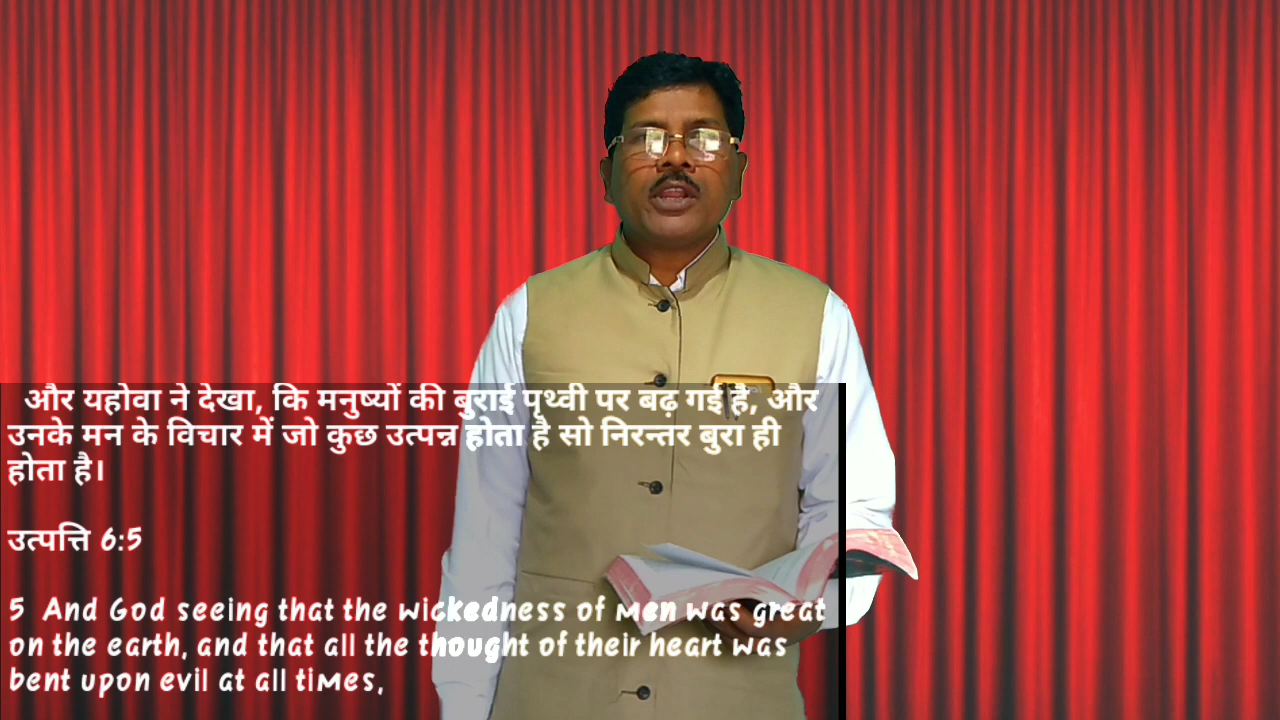 और यहोवा ने देखा, कि मनुष्यों की बुराई पृथ्वी पर बढ़ गई है, और
उनके मन के विचार में जो कुछ उत्पन्न होता है सो निरन्तर बुरा ही
होता है।
उत्पत्ति 6:5
5 And God seeing that the wickedness of men was great
on the earth, and that all the thought of their heart was
bent upon evil at all times,